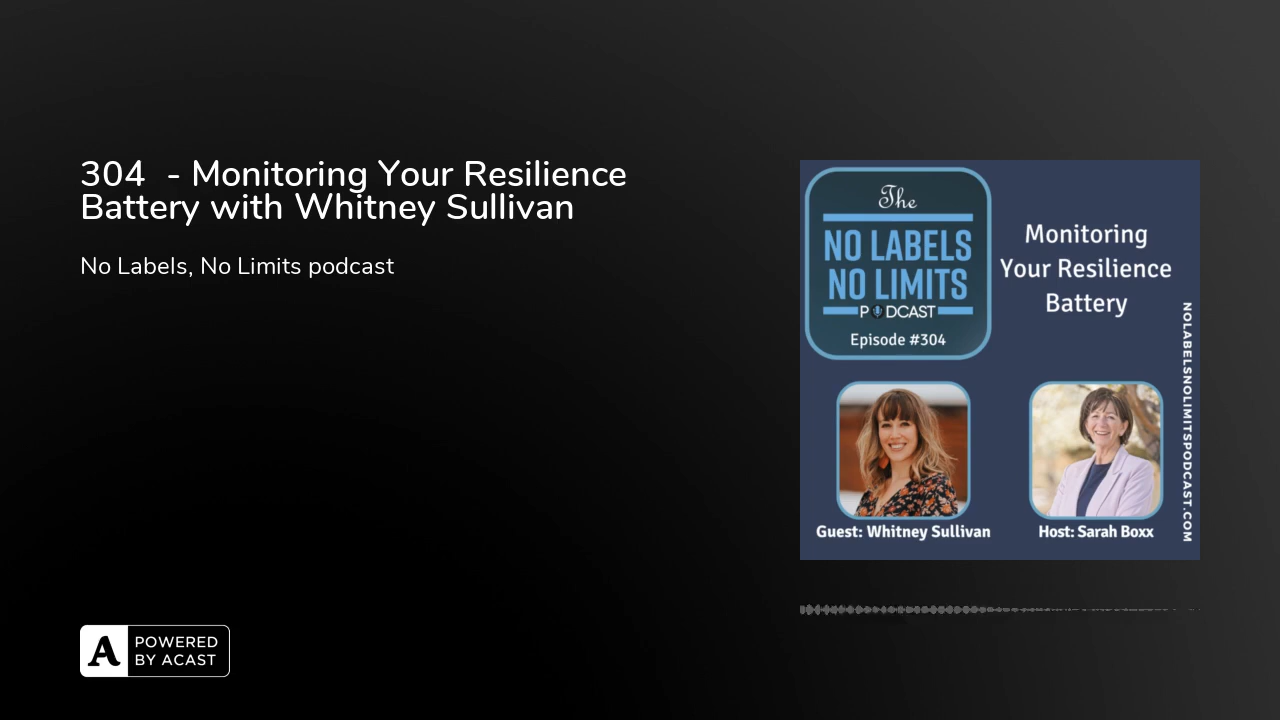 304  - Monitoring Your Resilience
Battery with Whitney Sullivan
No Labels, No Limits podcast
The
NO LABELS
NO LIMITS
PODCAST
Episode #304
Monitoring
Your Resilience
Battery
NOLABELSNOLIMITSPODCAST.COM
Guest: Whitney Sullivan
Host: Sarah Boxx
A
POWERED
BY ACAST